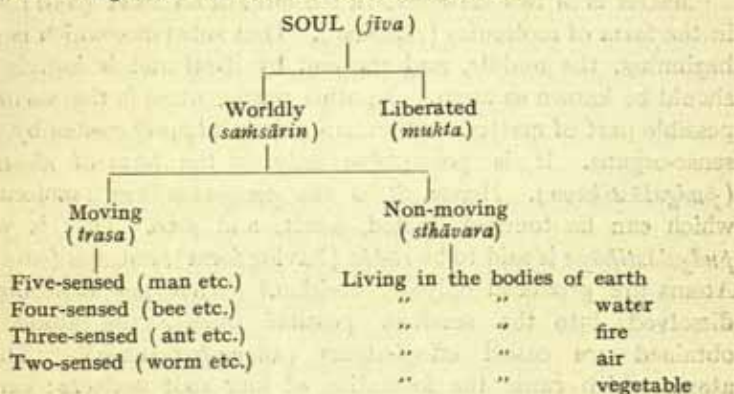 SOUL (jīva)
Worldly Liberated
(saṁsārin) (mukta)
Moving Non-moving
(trasa) (sthāvara)
Five-sensed (man etc.) Living in the bodies of earth
Four-sensed (bee etc.) „ „ water
Three-sensed (ant etc.) „ „ fire
Two-sensed (worm etc.) „ „ air
„ „ vegetable